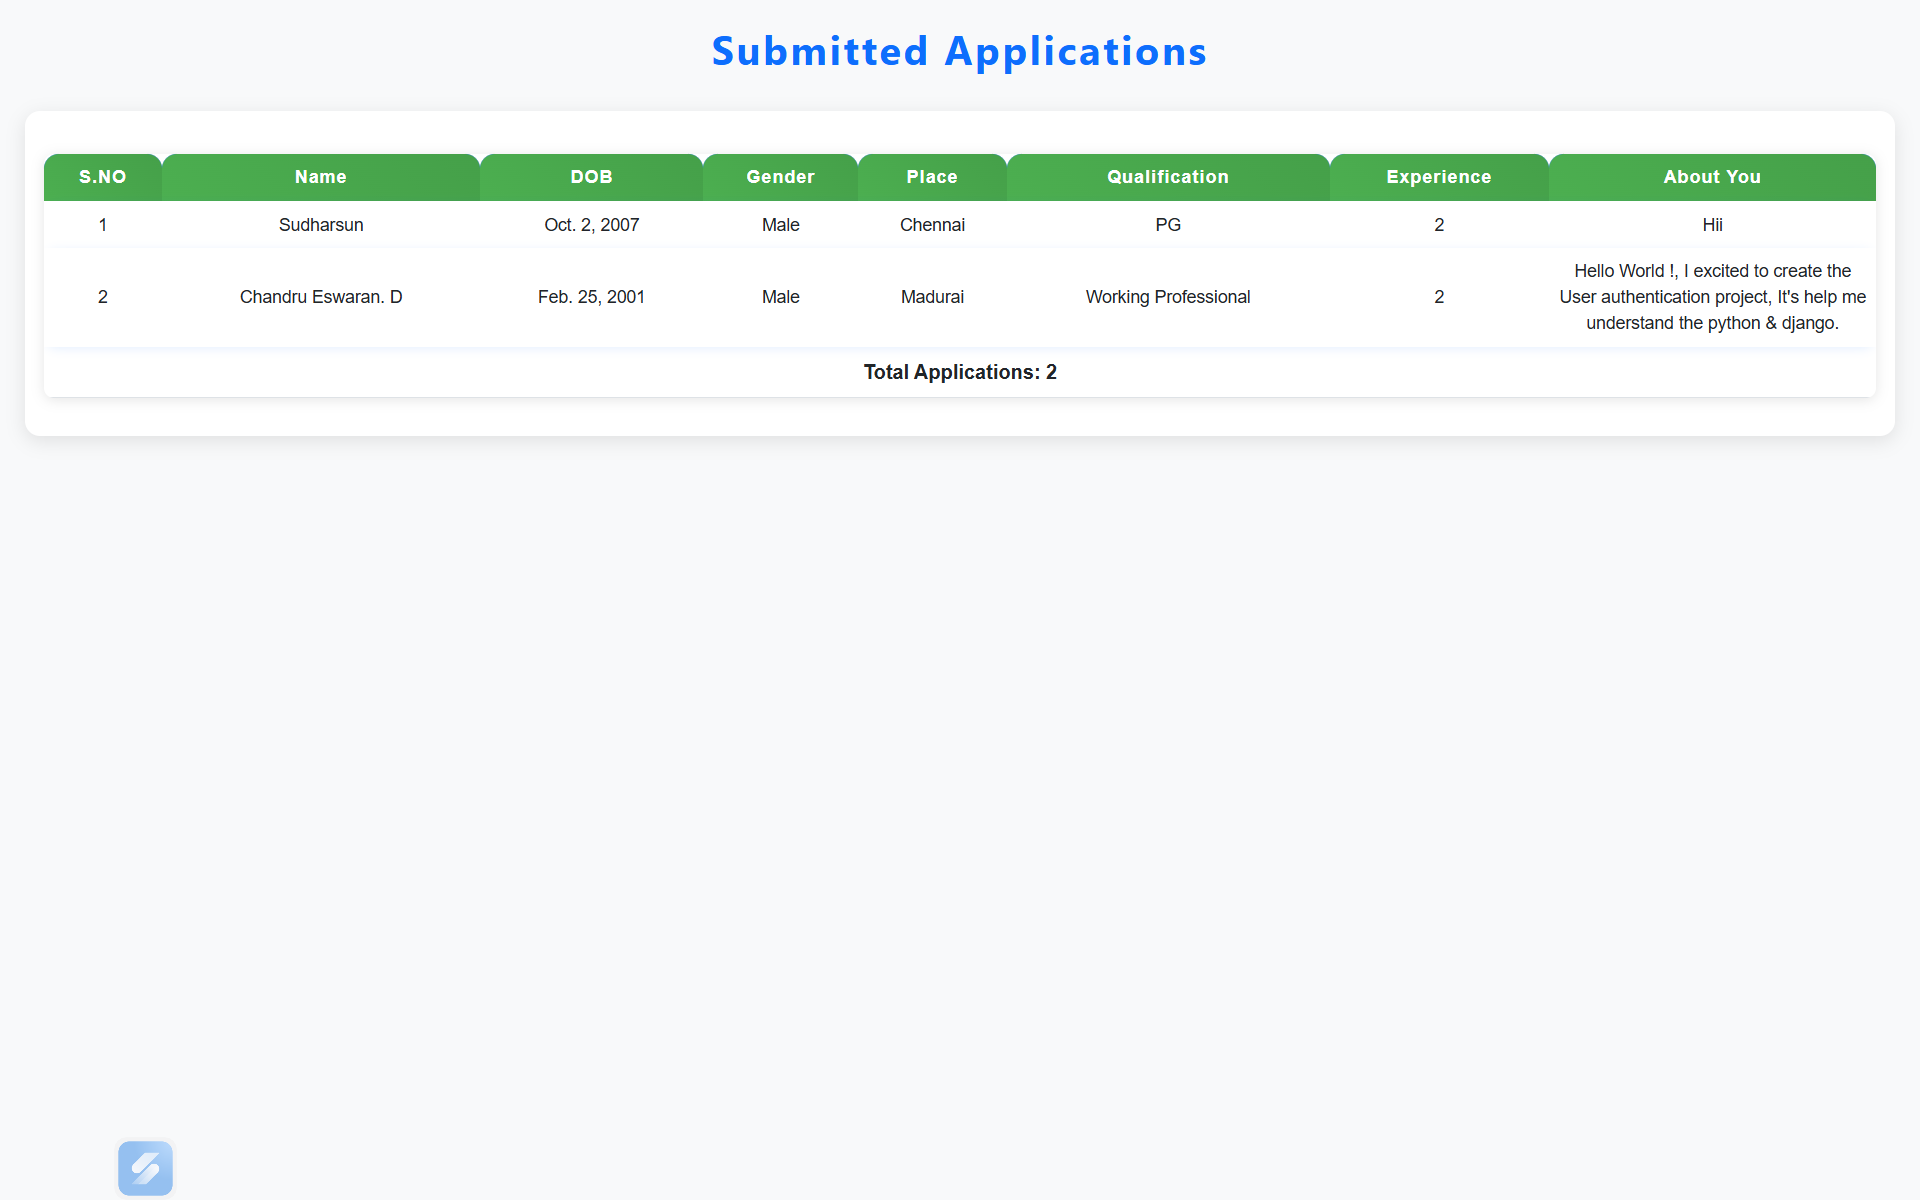 Submitted Applications
S.NO Name DOB Gender Place Qualification Experience About You
1 Sudharsun Oct. 2, 2007 Male Chennai PG 2 Hii
2 Chandru Eswaran. D Feb. 25, 2001 Male Madurai Working Professional 2 Hello World !, I excited to create the
User authentication project, It's help me
understand the python & django.
Total Applications: 2